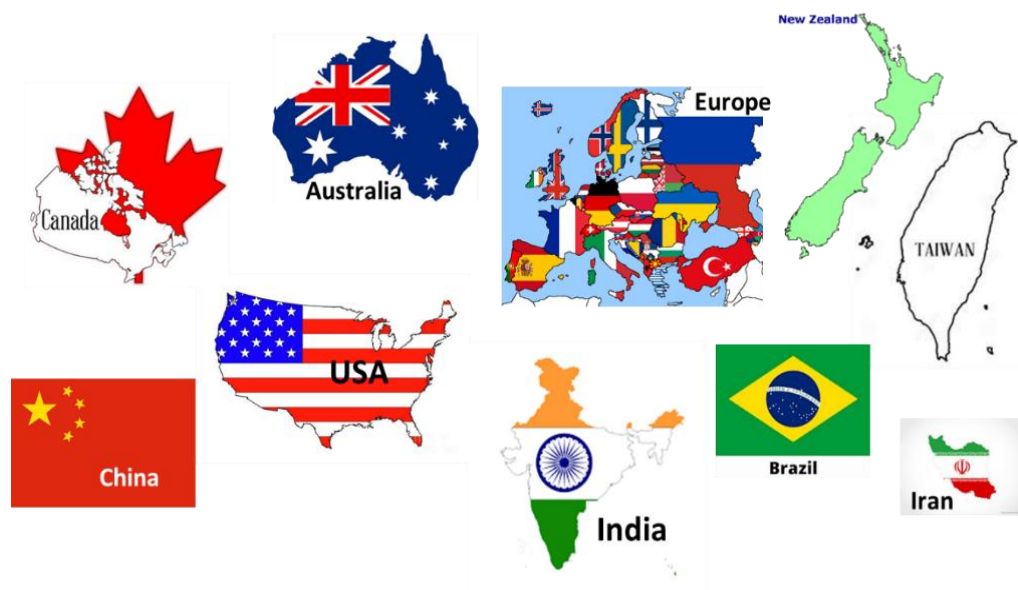 New Zealand
Europe
Australia
Canada
TAIWAN
USA
China
Brazil
India
Iran